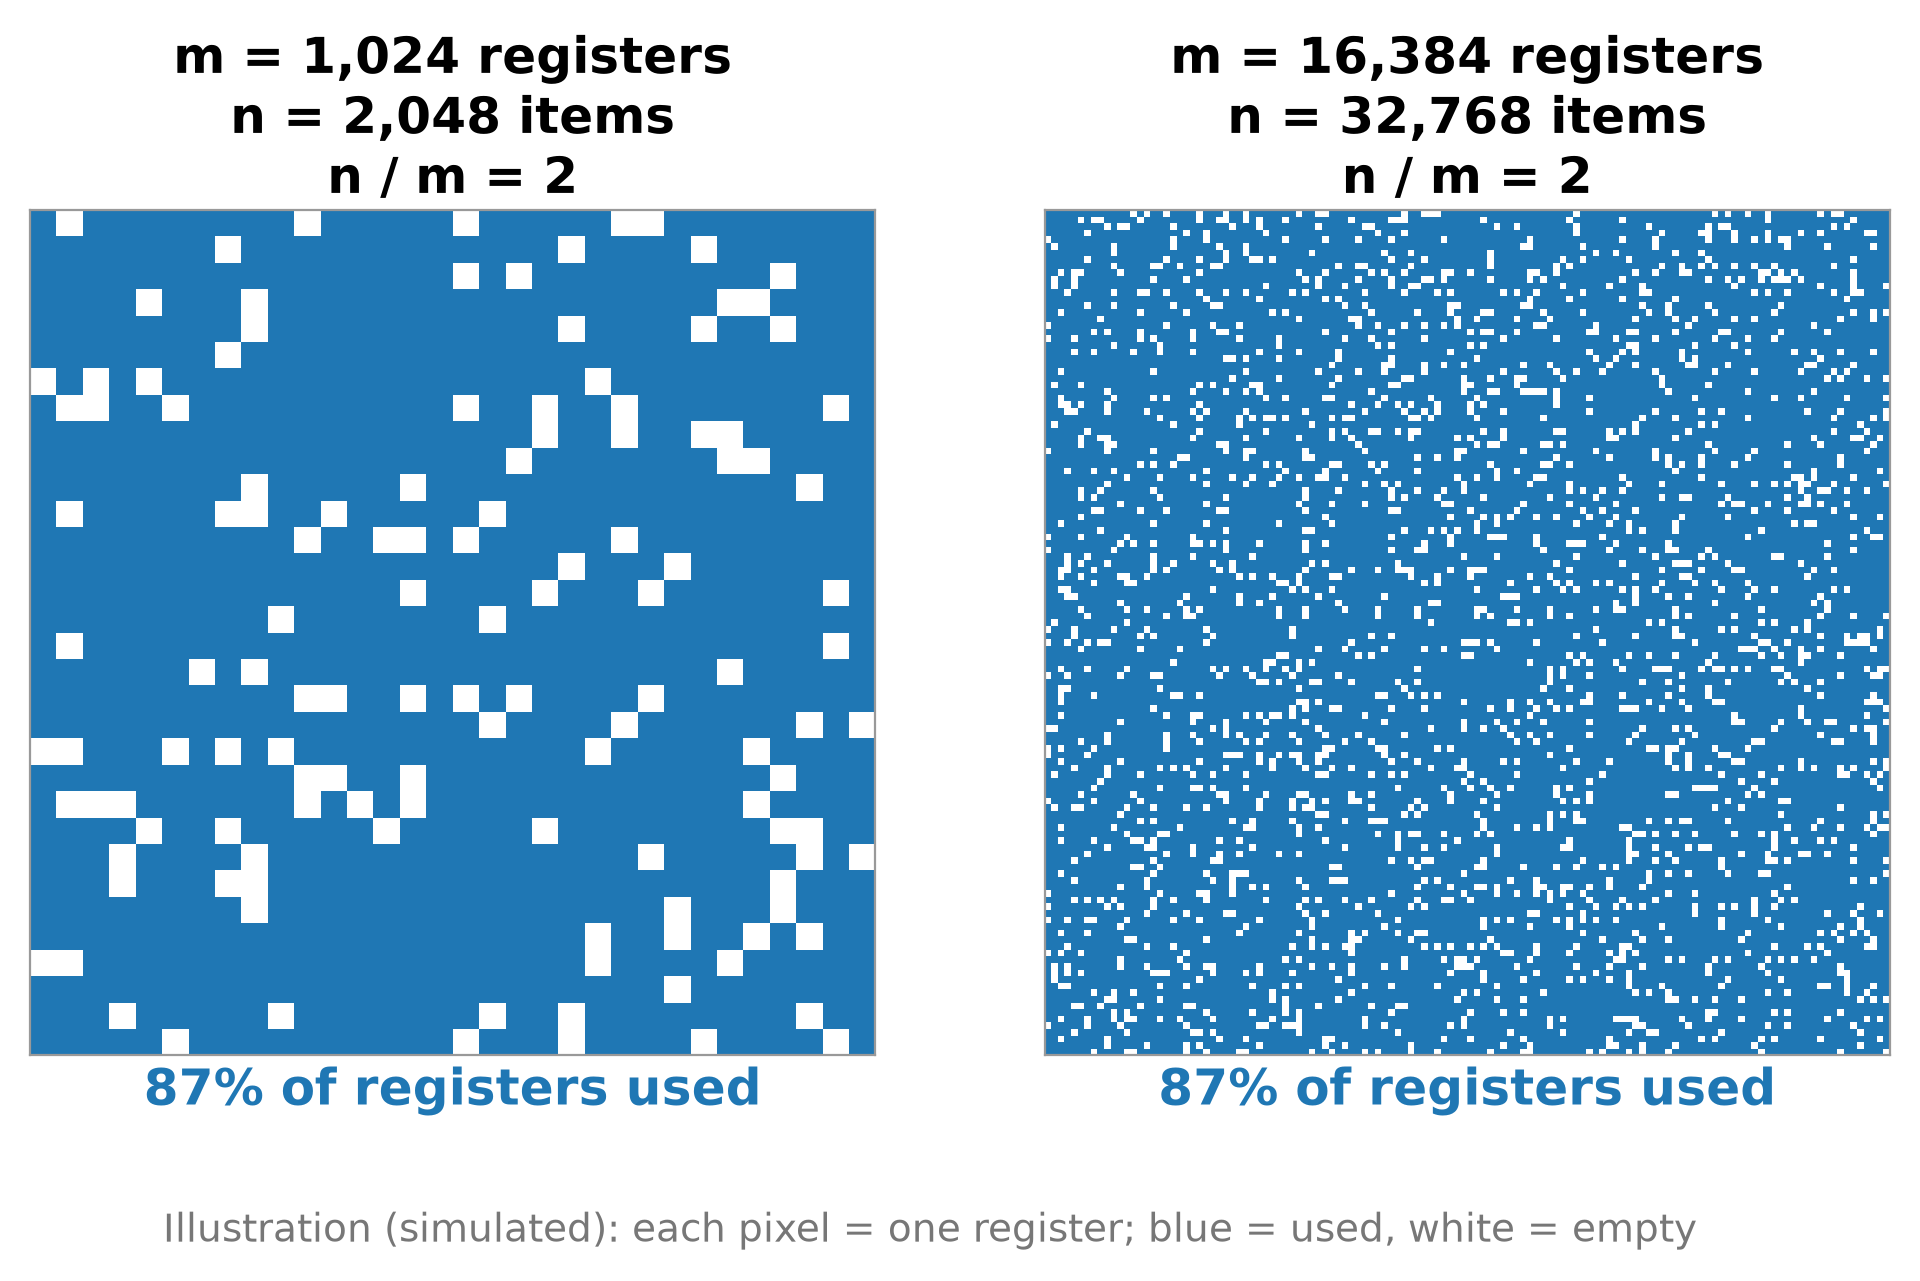 m = 1,024 registers
n = 2,048 items
n / m = 2
87% of registers used
m = 16,384 registers
n = 32,768 items
n / m = 2
87% of registers used
Illustration (simulated): each pixel = one register; blue = used, white = empty